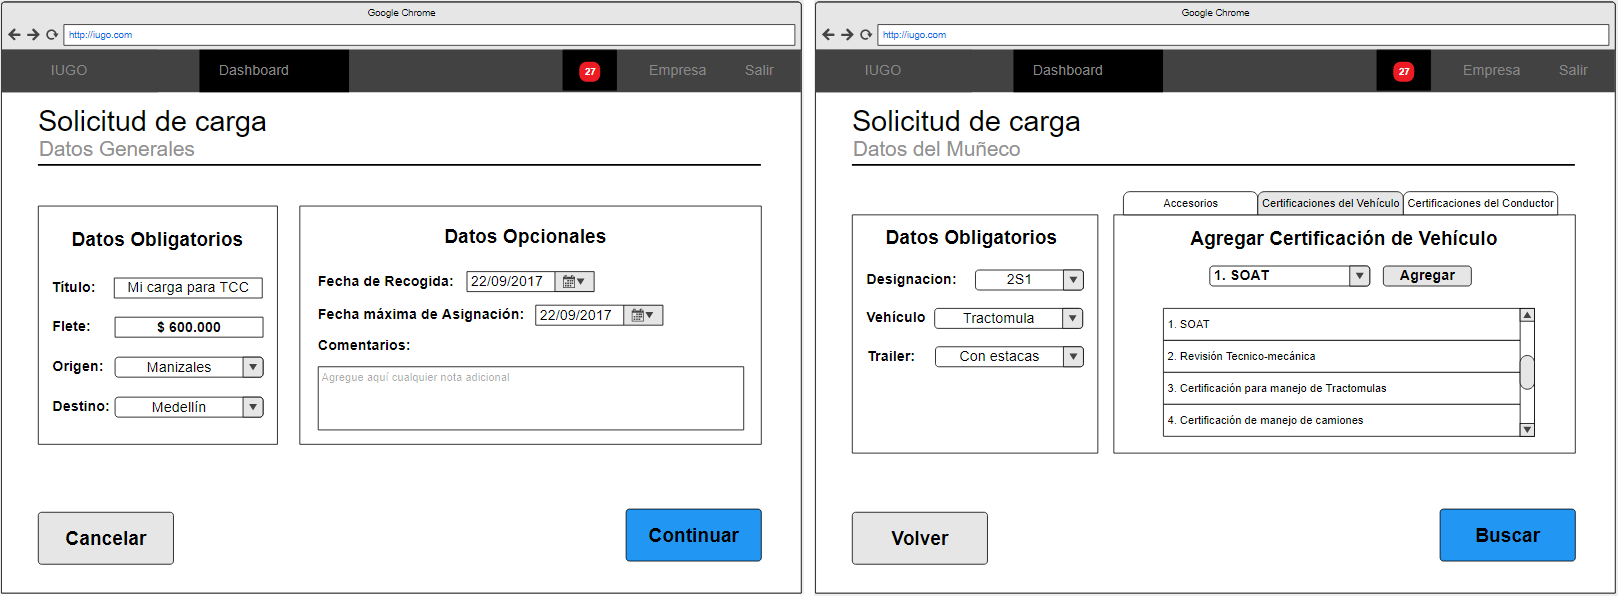 Google Chrome
http://iugo.com
IUGO Dashboard 27 Empresa Salir
Solicitud de carga
Datos Generales
Datos Obligatorios
Título: Mi carga para TCC
Flete: $ 600.000
Origen: Manizales
Destino: Medellín
Datos Opcionales
Fecha de Recogida: 22/09/2017
Fecha máxima de Asignación: 22/09/2017
Comentarios:
Agregue aquí cualquier nota adicional
Cancelar
Continuar
Google Chrome
http://iugo.com
IUGO Dashboard 27 Empresa Salir
Solicitud de carga
Datos del Muñeco
Datos Obligatorios
Designacion: 2S1
Vehículo Tractomula
Trailer: Con estacas
Accesorios Certificaciones del Vehículo Certificaciones del Conductor
Agregar Certificación de Vehículo
1. SOAT Agregar
1. SOAT
2. Revisión Tecnico-mecánica
3. Certificación para manejo de Tractomulas
4. Certificación de manejo de camiones
Volver
Buscar